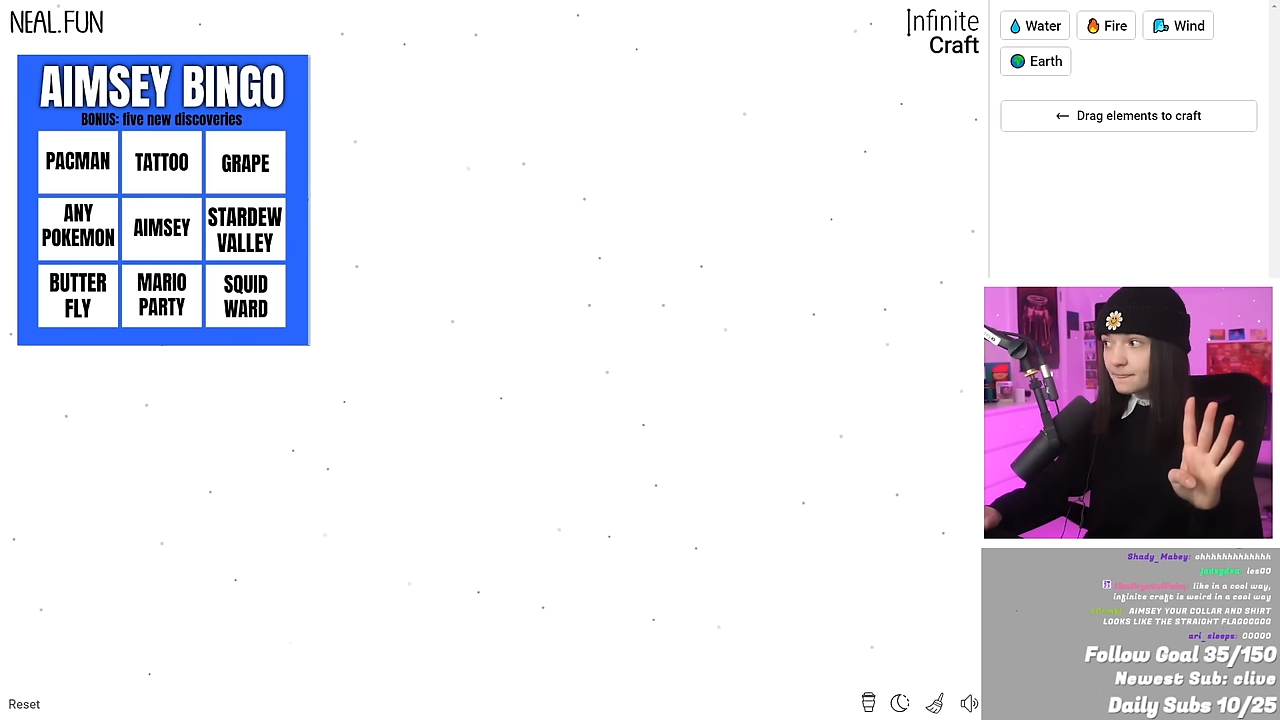 NEAL.FUN
Infinite
Craft
Water
Fire
Wind
Earth
← Drag elements to craft
AIMSEY BINGO
BONUS: five new discoveries
PACMAN
TATTOO
GRAPE
ANY
POKEMON
AIMSEY
STARDEW
VALLEY
BUTTER
FLY
MARIO
PARTY
SQUID
WARD
Shady_Mabey: ohhhhhhhhhhhhh
les00
like in a cool way,
infinite craft is weird in a cool way
AIMSEY YOUR COLLAR AND SHIRT
LOOKS LIKE THE STRAIGHT FLAGGGGGG
ari_sleeps: 00000
Follow Goal 35/150
Newest Sub: clive
Daily Subs 10/25
Reset